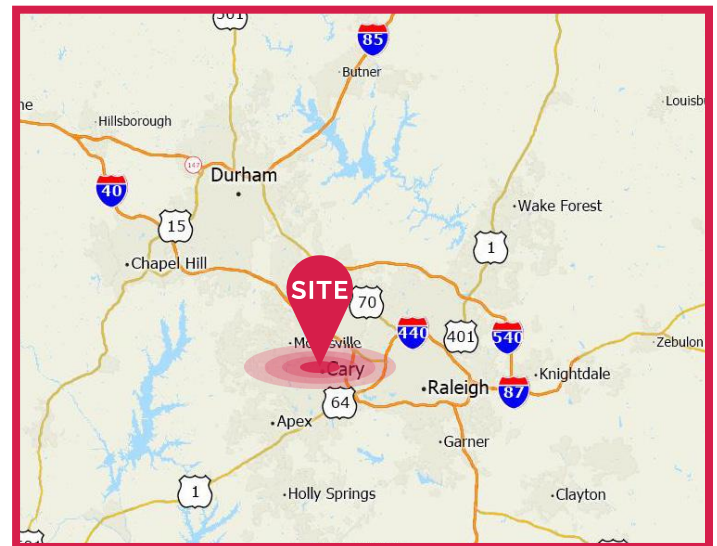 501
85
Butner
Louisbu
ne
Hillsborough
147
Durham
40
Wake Forest
15
1
Chapel Hill
SITE
70
440
401
540
Zebulon
Morrisville
Cary
Knightdale
Raleigh
87
64
Apex
Garner
1
Holly Springs
Clayton